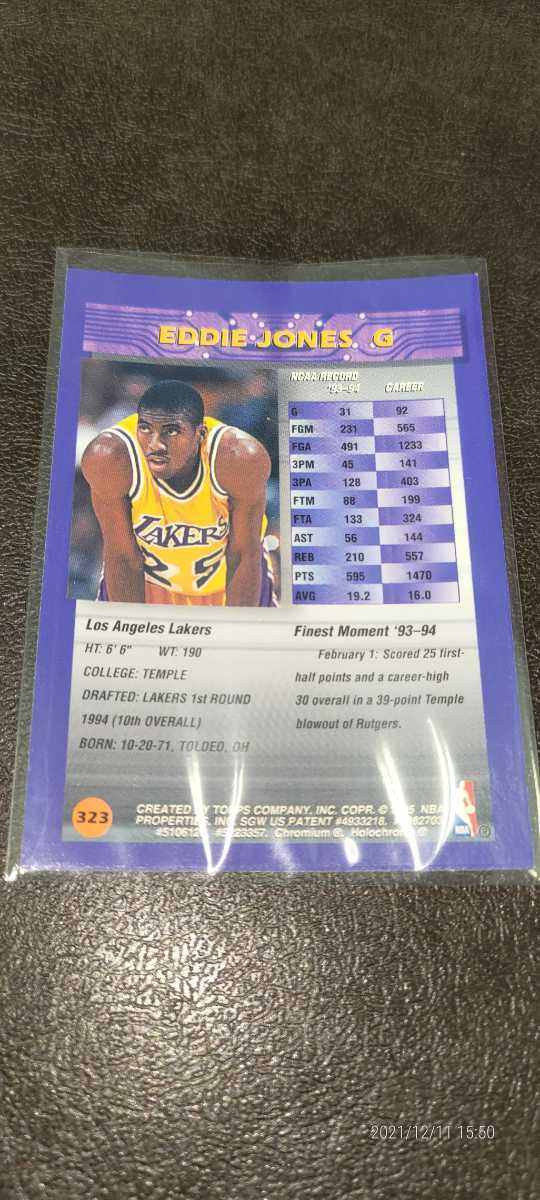 EDDIE JONES G
NCAA/RECORD
'93-94 CAREER
G 31 92
FGM 231 565
FGA 491 1233
3PM 45 141
3PA 128 403
FTM 88 199
FTA 133 324
AST 56 144
REB 210 557
PTS 595 1470
AVG 19.2 16.0
LAKERS
25
Los Angeles Lakers
HT: 6'6" WT: 190
COLLEGE: TEMPLE
DRAFTED: LAKERS 1st ROUND
1994 (10th OVERALL)
BORN: 10-20-71, TOLDEO, OH
Finest Moment '93-94
February 1: Scored 25 first-
half points and a career-high
30 overall in a 39-point Temple
blowout of Rutgers.
323
CREATED BY TOPPS COMPANY, INC. COPR. © NBA
PROPERTIES, INC. SGW US PATENT #4933218.
Chromium ®. Holochrome ®
NBA
2021/12/11 15:50